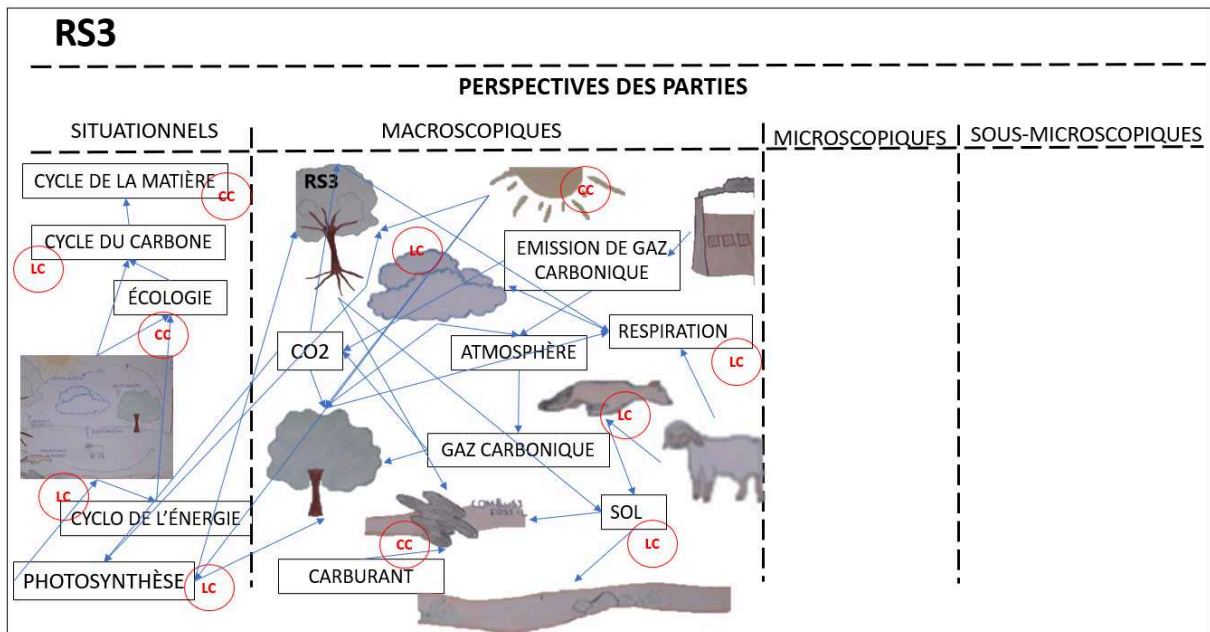 RS3
PERSPECTIVES DES PARTIES
SITUATIONNELS
MACROSCOPIQUES
MICROSCOPIQUES
SOUS-MICROSCOPIQUES
CYCLE DE LA MATIÈRE
CC
CYCLE DU CARBONE
LC
ÉCOLOGIE
CC
LC
CYCLO DE L'ÉNERGIE
PHOTOSYNTHÈSE
LC
RS3
CC
LC
EMISSION DE GAZ
CARBONIQUE
CO2
ATMOSPHÈRE
RESPIRATION
LC
LC
GAZ CARBONIQUE
COMBUS
FOSSIL
SOL
LC
CC
CARBURANT